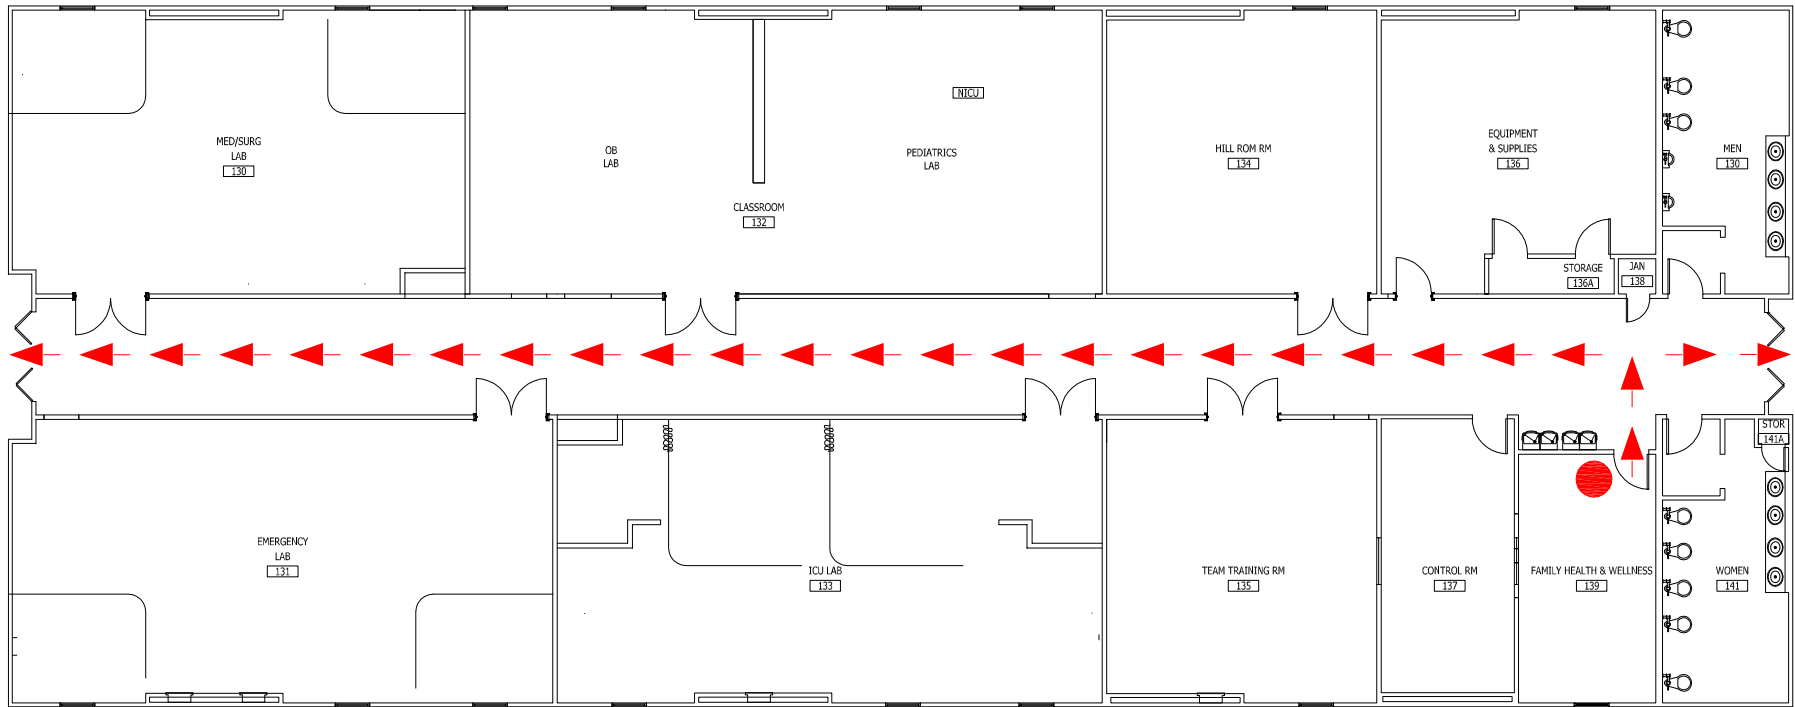 MED/SURG
LAB
130
OB
LAB
CLASSROOM
132
NICU
PEDIATRICS
LAB
HILL ROM RM
134
EQUIPMENT
& SUPPLIES
136
STORAGE
136A
JAN
138
MEN
130
EMERGENCY
LAB
131
ICU LAB
133
TEAM TRAINING RM
135
CONTROL RM
137
FAMILY HEALTH & WELLNESS
139
WOMEN
141
STOR
141A